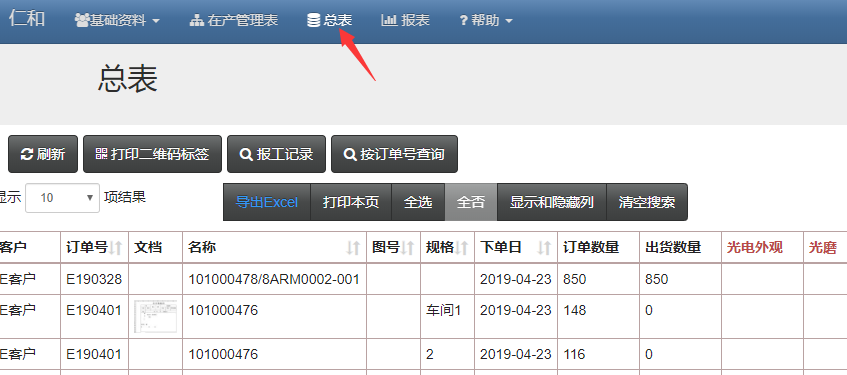 仁和 基础资料 在产管理表 总表 报表 ? 帮助
总表
刷新 打印二维码标签 报工记录 按订单号查询
显示 10 项结果 导出Excel 打印本页 全选 全否 显示和隐藏列 清空搜索
客户 订单号 文档 名称 图号 规格 下单日 订单数量 出货数量 光电外观 光磨
E客户 E190328 101000478/8ARM0002-001 2019-04-23 850 850
E客户 E190401 101000476 车间1 2019-04-23 148 0
E客户 E190401 101000476 2 2019-04-23 116 0